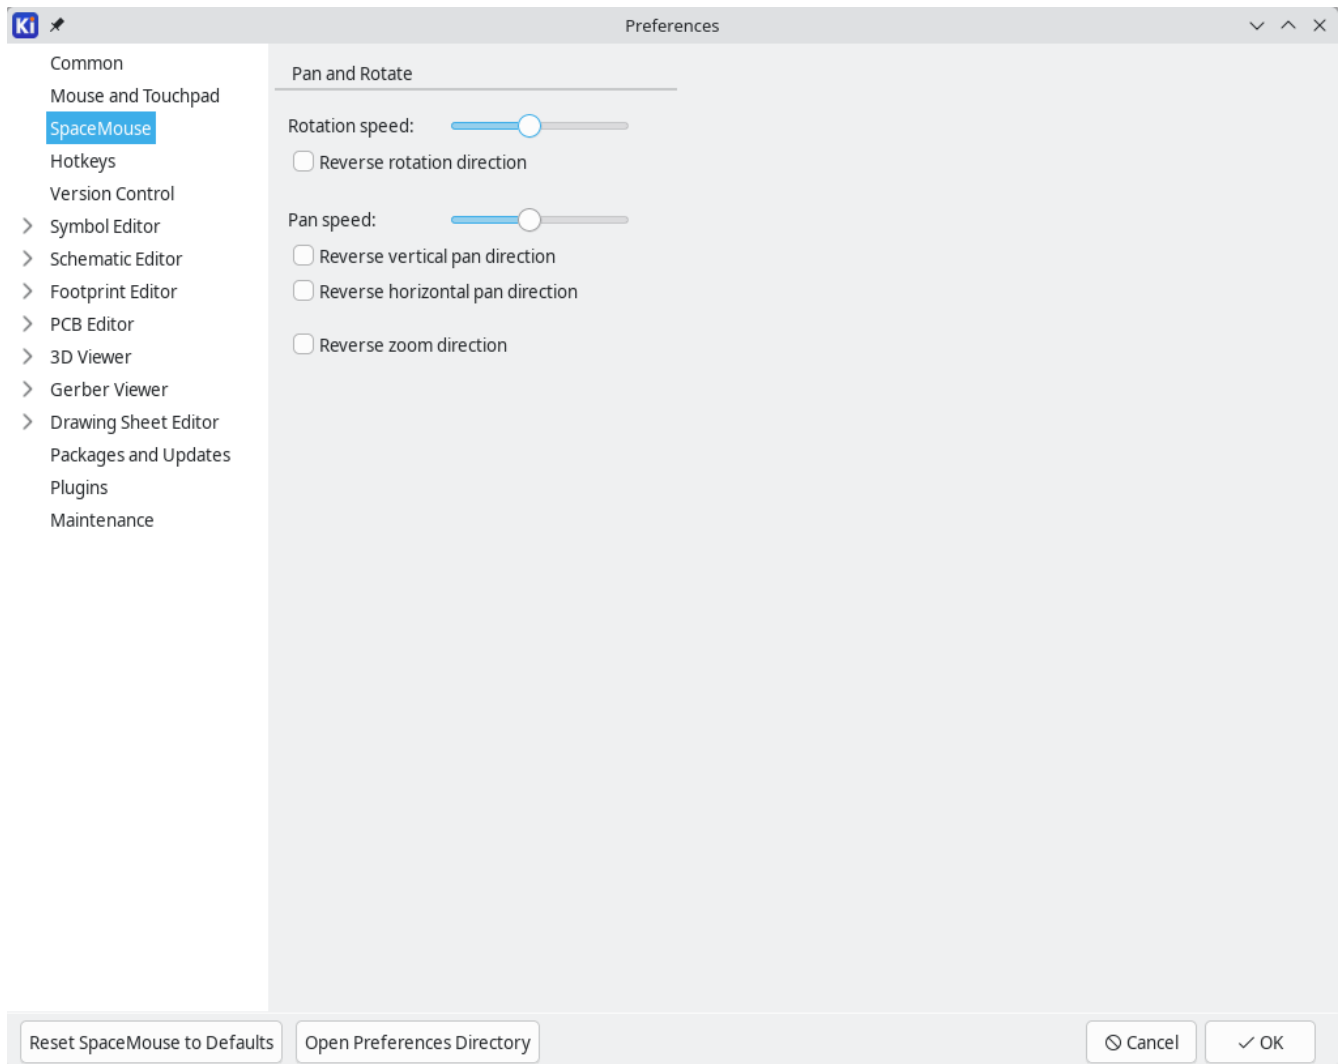 Ki Preferences
Common
Mouse and Touchpad
SpaceMouse
Hotkeys
Version Control
Symbol Editor
Schematic Editor
Footprint Editor
PCB Editor
3D Viewer
Gerber Viewer
Drawing Sheet Editor
Packages and Updates
Plugins
Maintenance
Pan and Rotate
Rotation speed:
Reverse rotation direction
Pan speed:
Reverse vertical pan direction
Reverse horizontal pan direction
Reverse zoom direction
Reset SpaceMouse to Defaults Open Preferences Directory Cancel OK